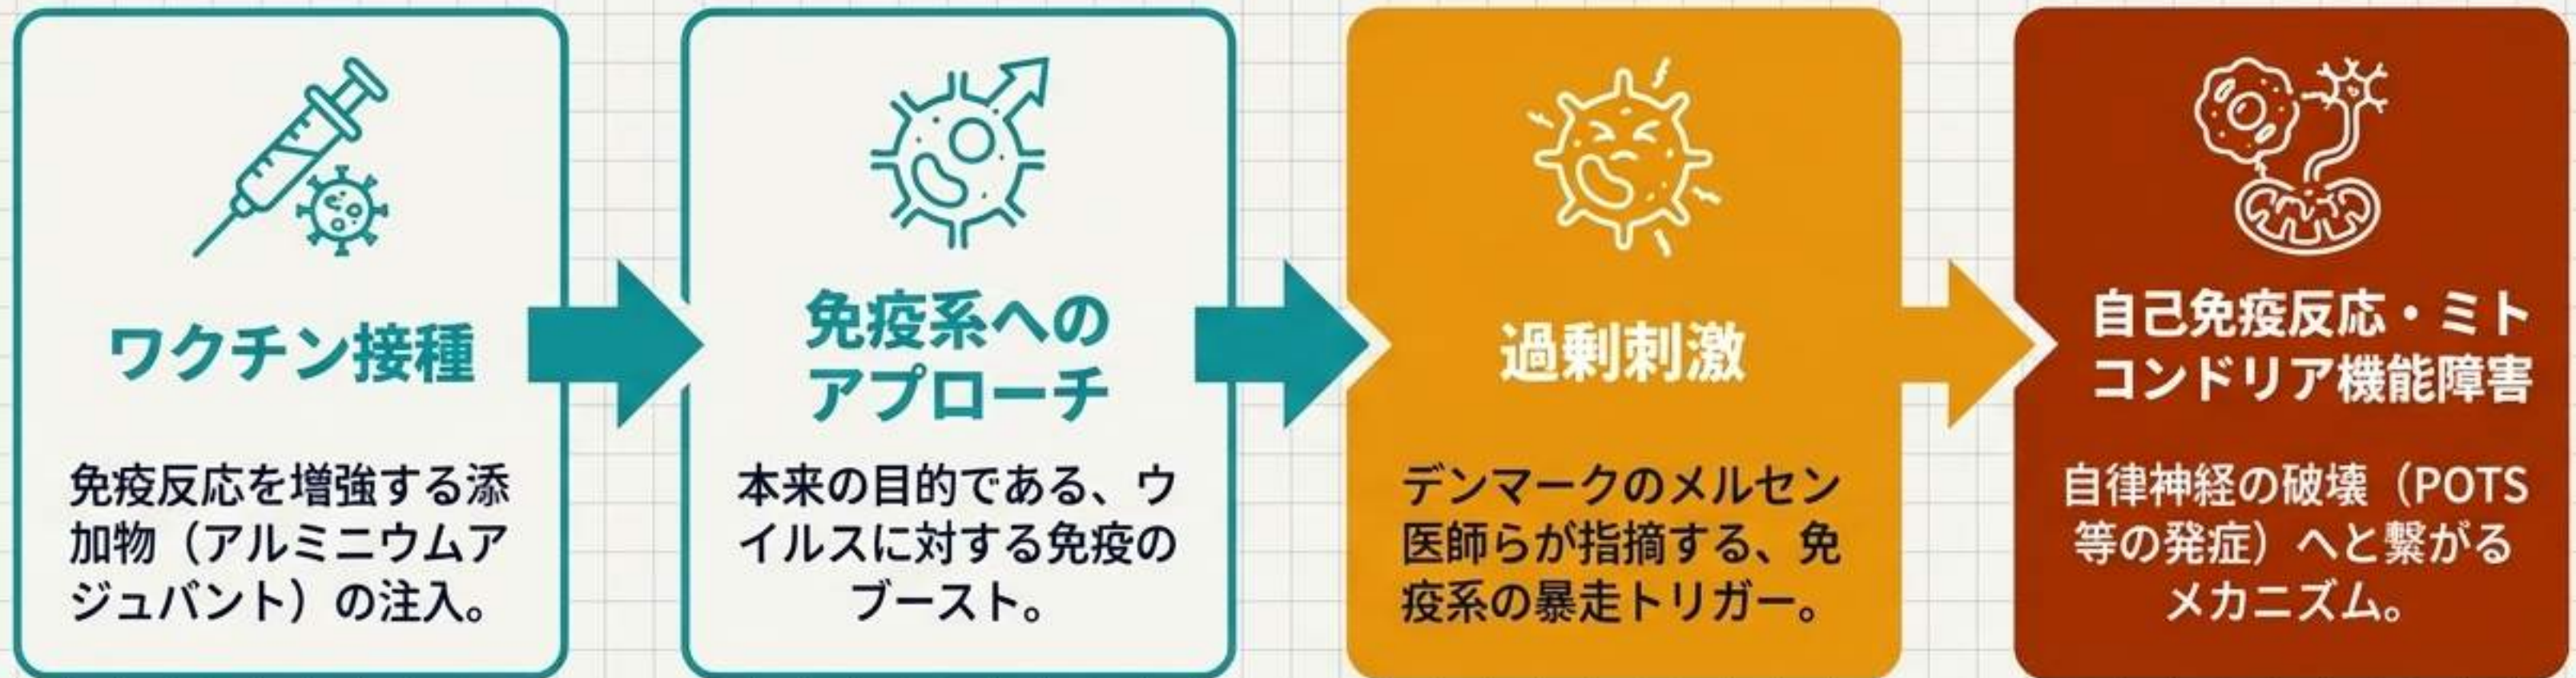 ワクチン接種
免疫反応を増強する添
加物（アルミニウムア
ジュバント）の注入。
免疫系への
アプローチ
本来の目的である、ウ
イルスに対する免疫の
ブースト。
過剰刺激
デンマークのメルセン
医師らが指摘する、免
疫系の暴走トリガー。
自己免疫反応・ミト
コンドリア機能障害
自律神経の破壊（POTS
等の発症）へと繋がる
メカニズム。